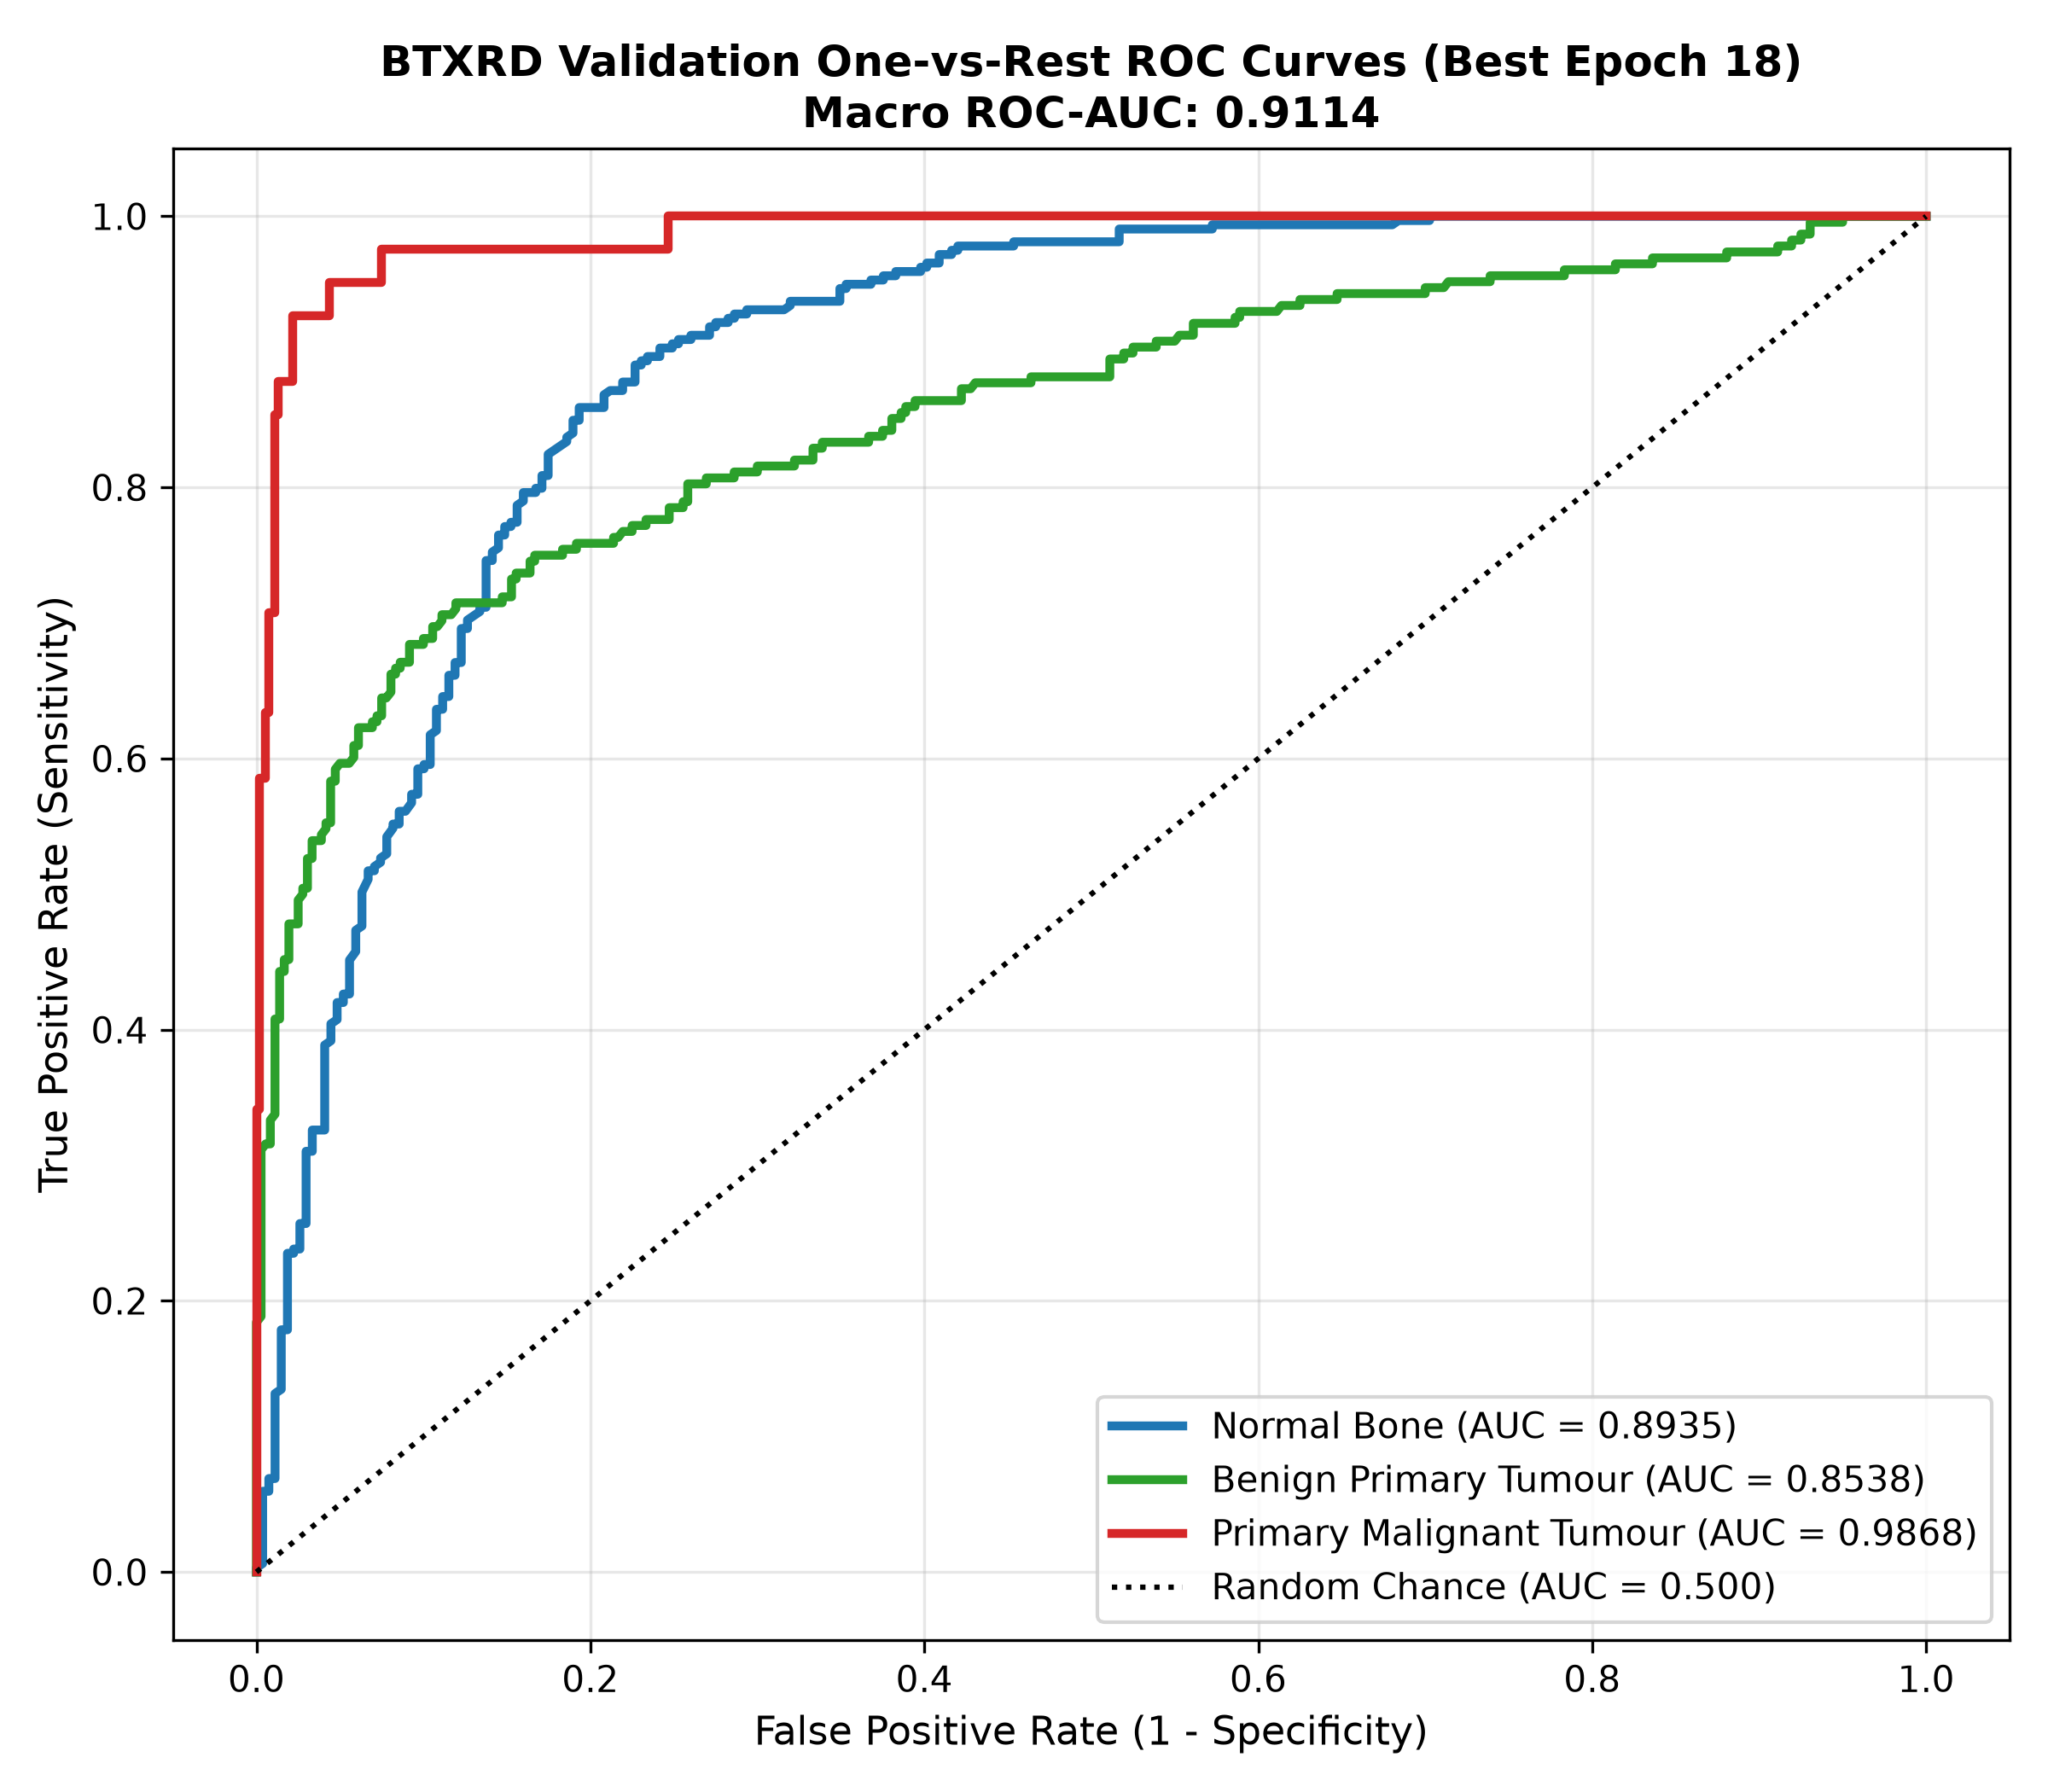 BTXRD Validation One-vs-Rest ROC Curves (Best Epoch 18)
Macro ROC-AUC: 0.9114
True Positive Rate (Sensitivity)
1.0
0.8
0.6
0.4
0.2
0.0
Normal Bone (AUC = 0.8935)
Benign Primary Tumour (AUC = 0.8538)
Primary Malignant Tumour (AUC = 0.9868)
Random Chance (AUC = 0.500)
0.0 0.2 0.4 0.6 0.8 1.0
False Positive Rate (1 - Specificity)